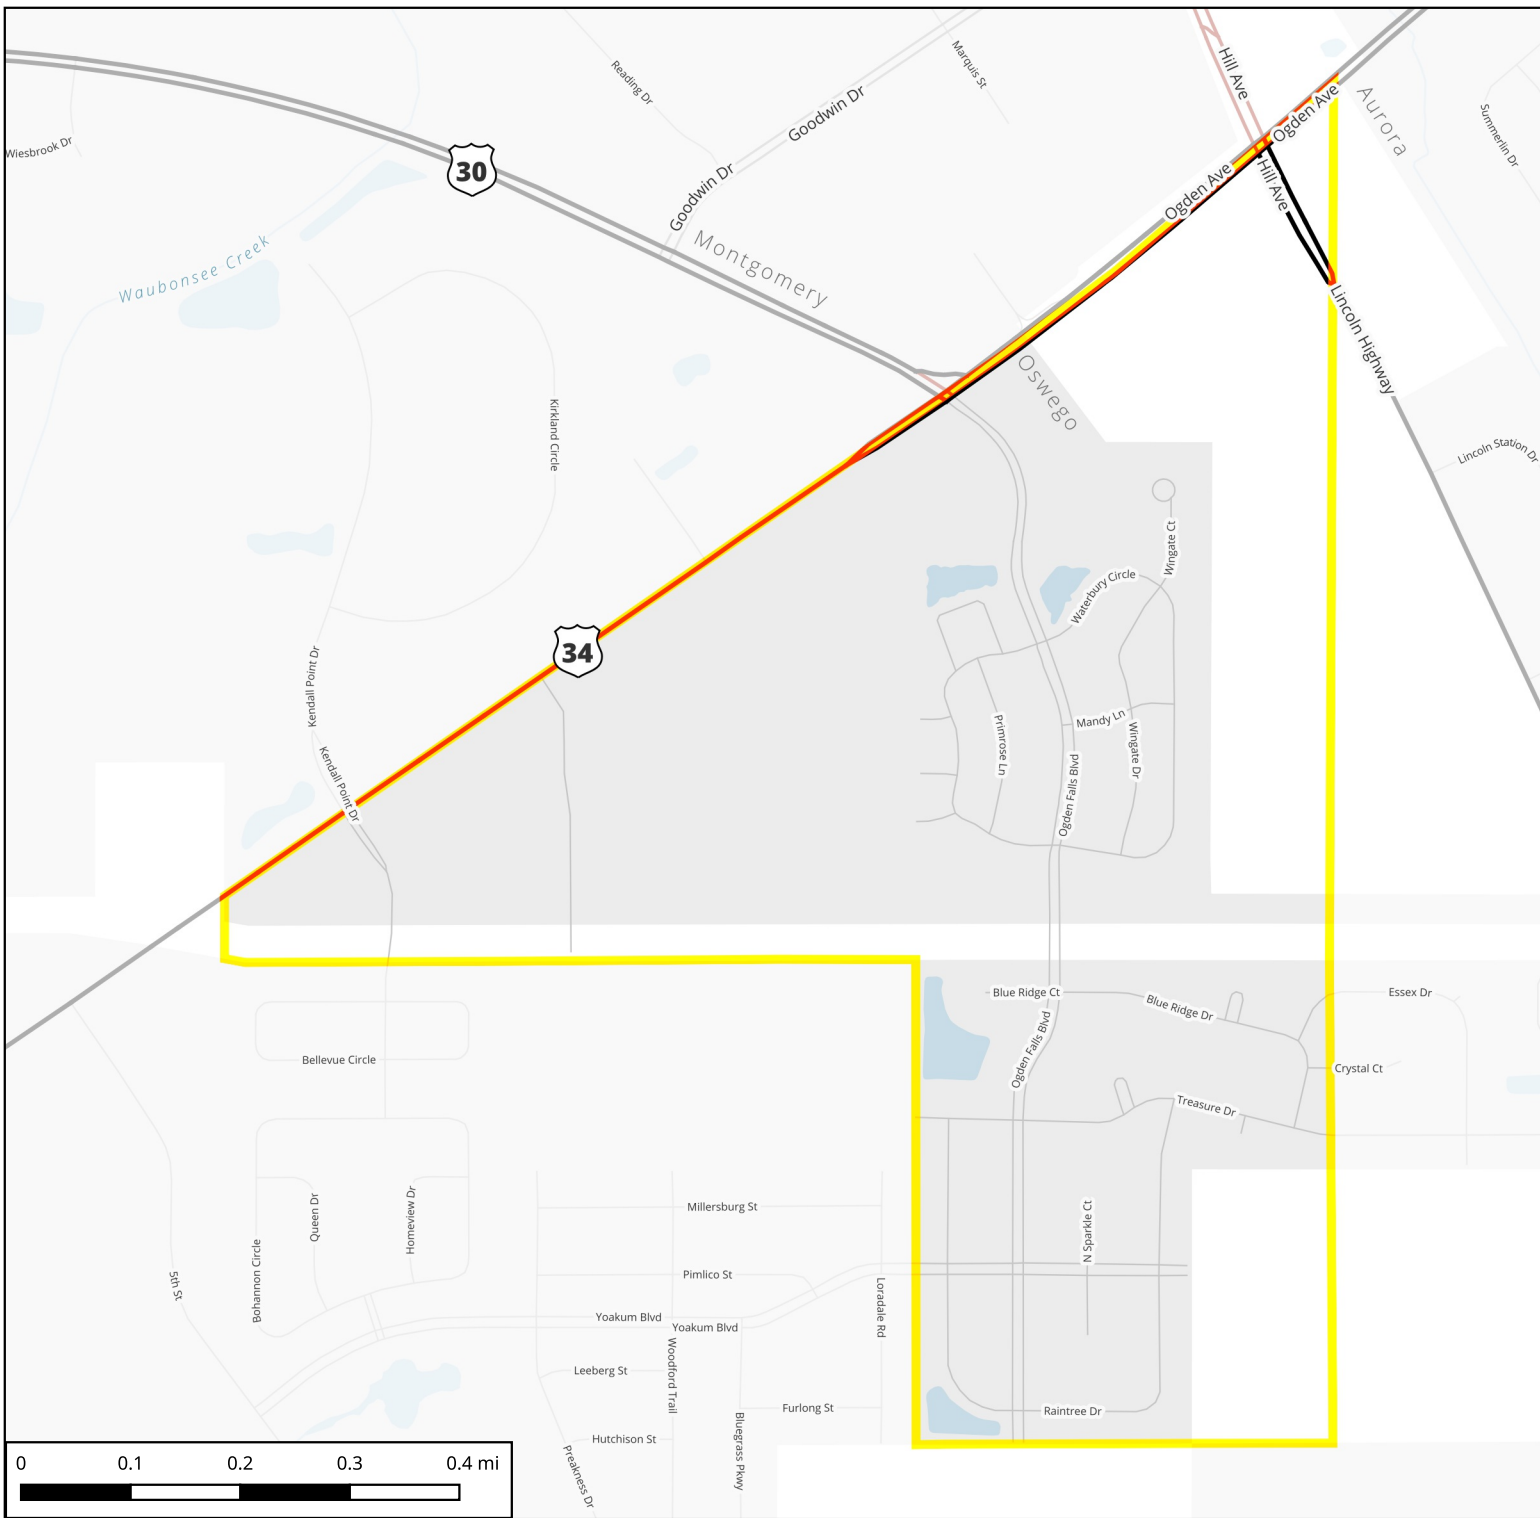 Hill Ave
Marquis St
Reading Dr
Goodwin Dr
Ogden Ave
Aurora
Summerlin Dr
Wiesbrook Dr
30
Goodwin Dr
Ogden Ave
Hill Ave
Montgomery
Waubonsee Creek
Lincoln Highway
Oswego
Kirkland Circle
Lincoln Station Dr
Wingate Ct
Waterbury Circle
34
Kendall Point Dr
Mandy Ln
Primrose Ln
Wingate Dr
Kendall Point Dr
Ogden Falls Blvd
Blue Ridge Ct
Essex Dr
Blue Ridge Dr
Ogden Falls Blvd
Bellevue Circle
Crystal Ct
Treasure Dr
Millersburg St
Queen Dr
Homeview Dr
N Sparkle Ct
Pimlico St
5th St
Bohannon Circle
Loradale Rd
Yoakum Blvd
Yoakum Blvd
Leeberg St
Woodford Trail
Furlong St
Raintree Dr
Hutchison St
Bluegrass Pkwy
Preakness Dr
0 0.1 0.2 0.3 0.4 mi